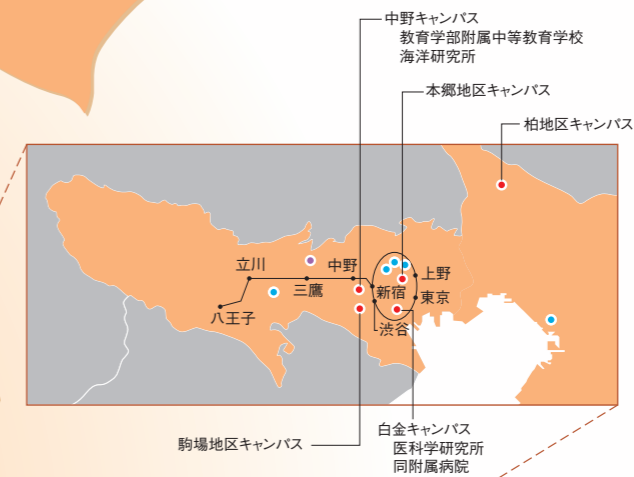 中野キャンパス
教育学部附属中等教育学校
海洋研究所
本郷地区キャンパス
柏地区キャンパス
立川
中野
上野
三鷹
新宿
東京
八王子
渋谷
駒場地区キャンパス
白金キャンパス
医科学研究所
同附属病院